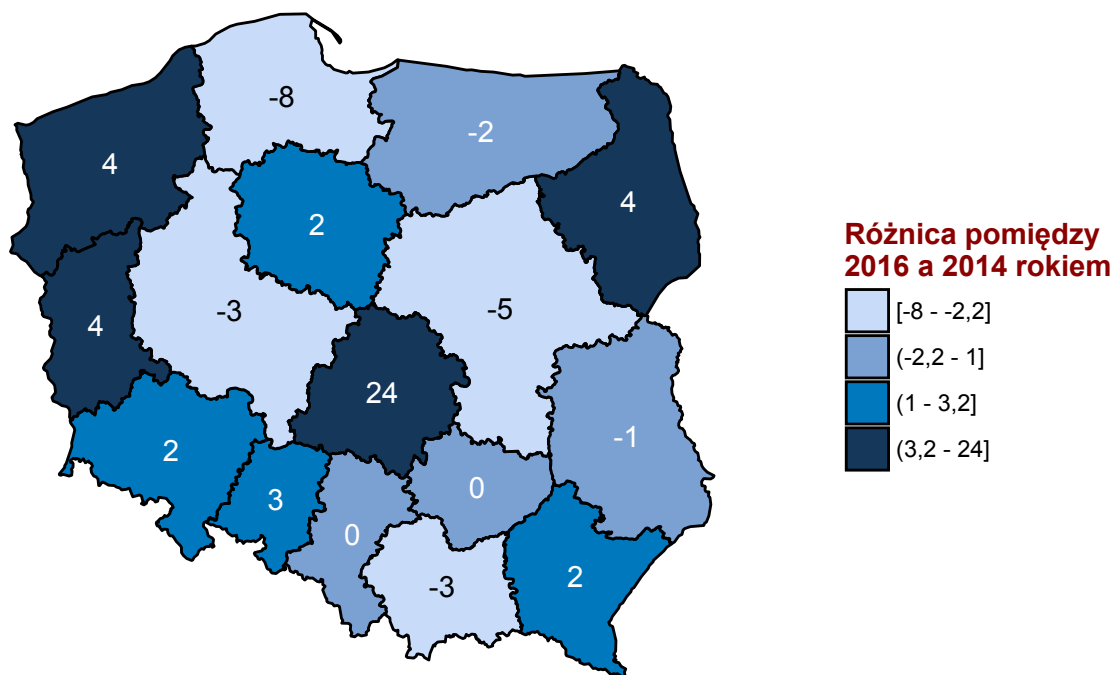 -8
-2
4
4
2
-3
-5
4
24
-1
2
3
0
0
-3
2
Różnica pomiędzy
2016 a 2014 rokiem
[-8 - -2,2]
(-2,2 - 1]
(1 - 3,2]
(3,2 - 24]